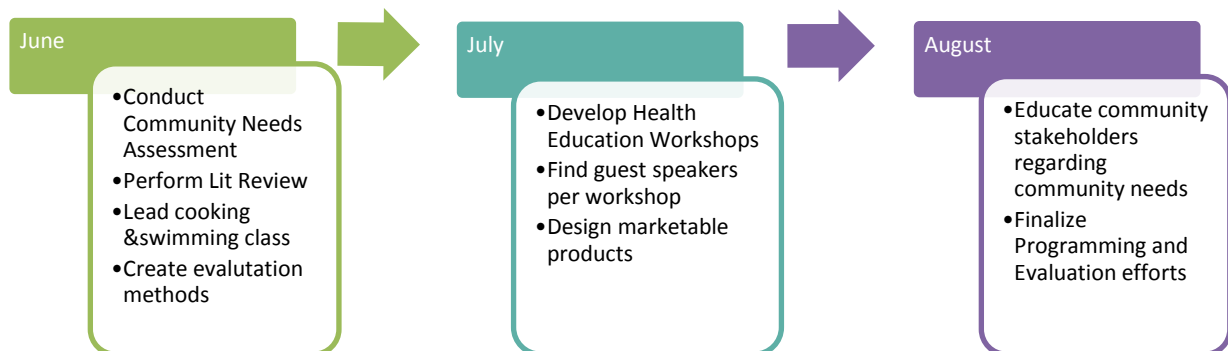 June
•Conduct
Community Needs
Assessment
•Perform Lit Review
•Lead cooking
&swimming class
•Create evalutation
methods
July
•Develop Health
Education Workshops
•Find guest speakers
per workshop
•Design marketable
products
August
•Educate community
stakeholders
regarding
community needs
•Finalize
Programming and
Evaluation efforts